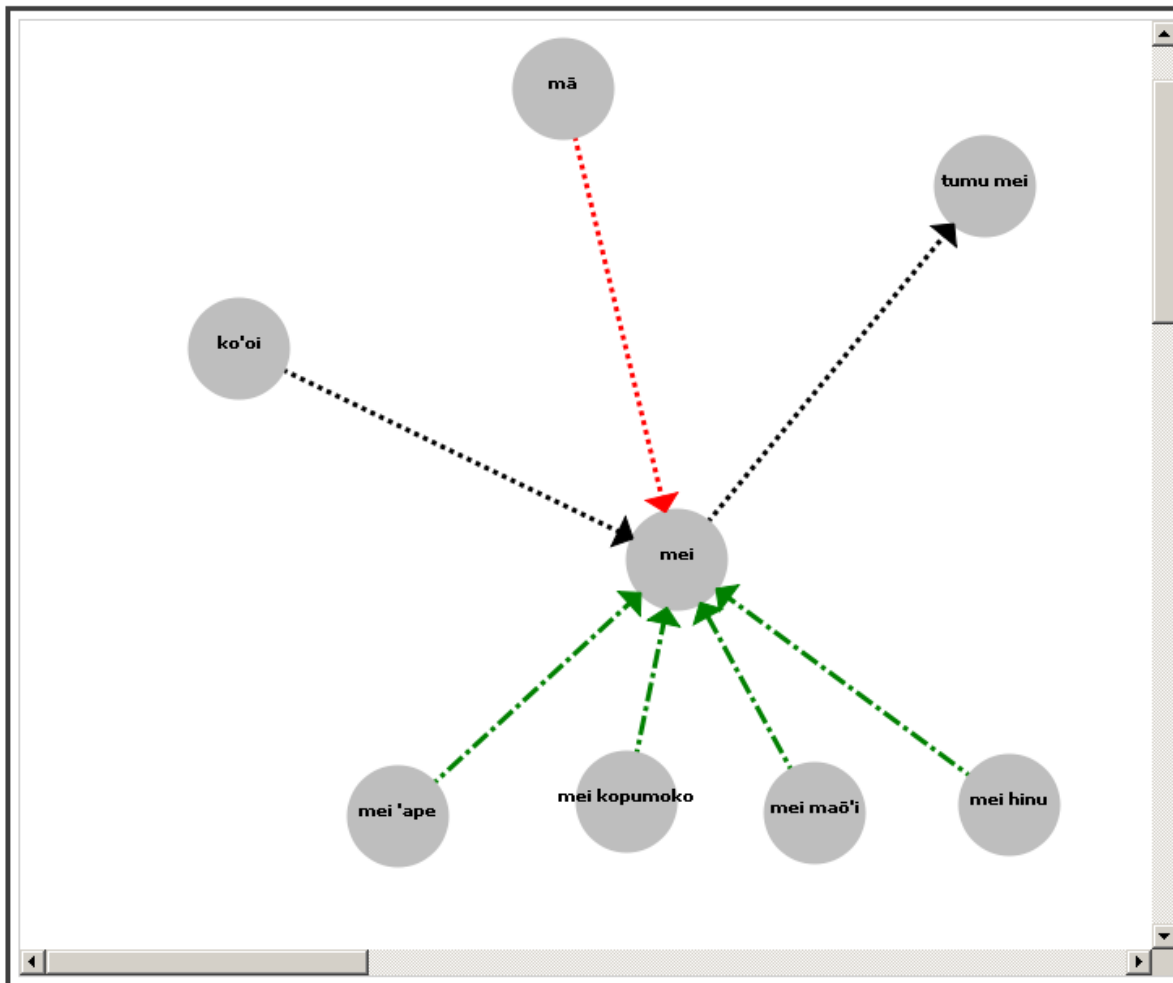 mā
tumu mei
ko'oi
mei
mei 'ape
mei kopumoko
mei maō'i
mei hinu